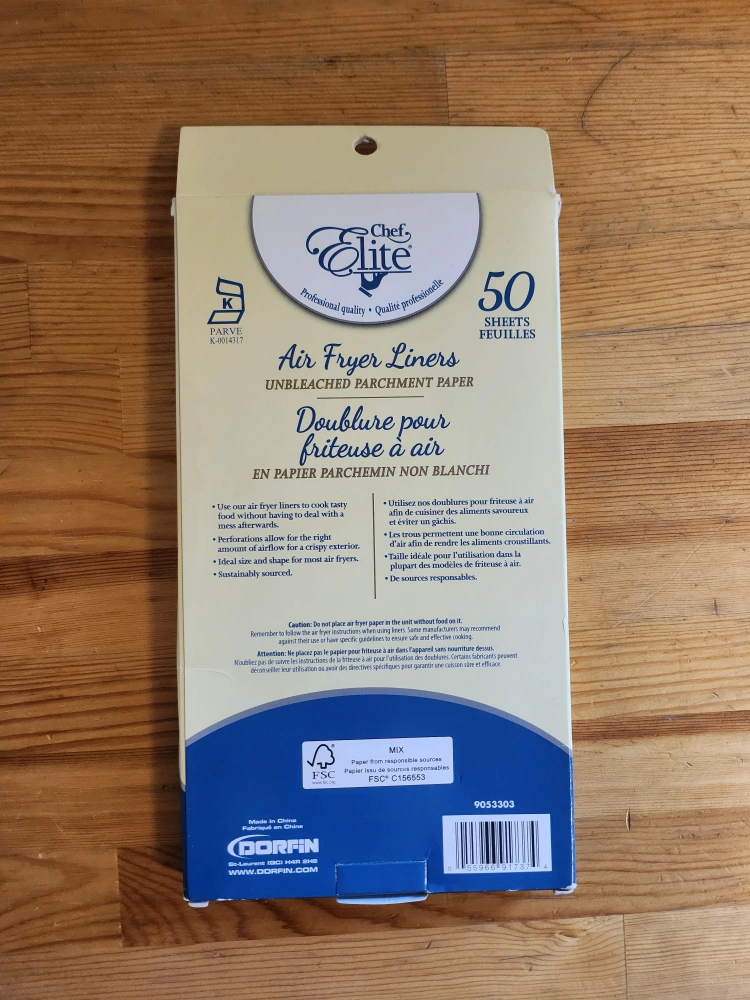 Chef
Elite®
Professional quality • Qualité professionelle
K
PARVE
K-0014317
50
SHEETS
FEUILLES
Air Fryer Liners
UNBLEACHED PARCHMENT PAPER
Doublure pour
friteuse à air
EN PAPIER PARCHEMIN NON BLANCHI
• Use our air fryer liners to cook tasty
food without having to deal with a
mess afterwards.
• Perforations allow for the right
amount of airflow for a crispy exterior.
• Ideal size and shape for most air fryers.
• Sustainably sourced.
• Utilisez nos doublures pour friteuse à air
afin de cuisiner des aliments savoureux
et éviter un gâchis.
• Les trous permettent une bonne circulation
d'air afin de rendre les aliments croustillants.
• Taille idéale pour l'utilisation dans la
plupart des modèles de friteuse à air.
• De sources responsables.
Caution: Do not place air fryer paper in the unit without food on it.
Remember to follow the air fryer instructions when using liners. Some manufacturers may recommend
against their use or have specific guidelines to ensure safe and effective cooking.
Attention: Ne placez pas le papier pour friteuse à air dans l'appareil sans nourriture dessus.
N'oubliez pas de suivre les instructions de la friteuse à air pour l'utilisation des doublures. Certains fabricants peuvent
déconseiller leur utilisation ou avoir des directives spécifiques pour garantir une cuisson sûre et efficace.
FSC
www.fsc.org
MIX
Paper from responsible sources
Papier issu de sources responsables
FSC® C156553
Made in China
Fabriqué en Chine
DORFIN
St-Laurent (QC) H4R 2H6
WWW.DORFIN.COM
9053303
0 55966 91737 4